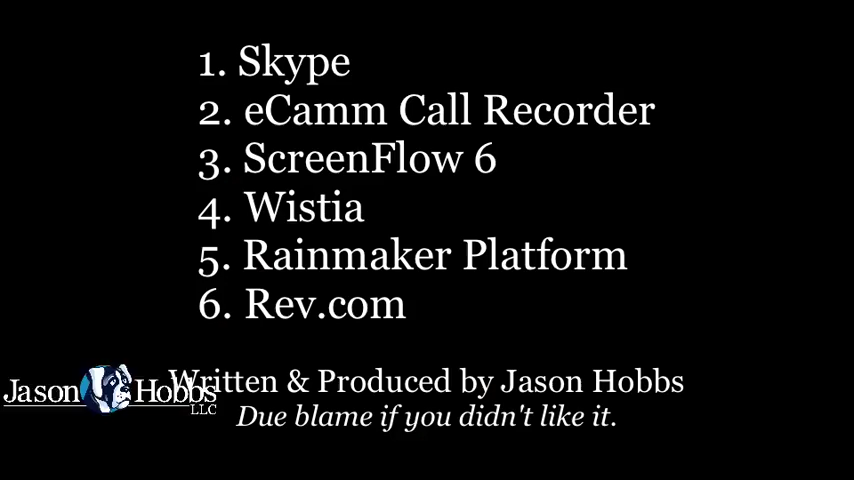 1. Skype
2. eCamm Call Recorder
3. ScreenFlow 6
4. Wistia
5. Rainmaker Platform
6. Rev.com
Written & Produced by Jason Hobbs
Jason Hobbs
LLC
Due blame if you didn't like it.